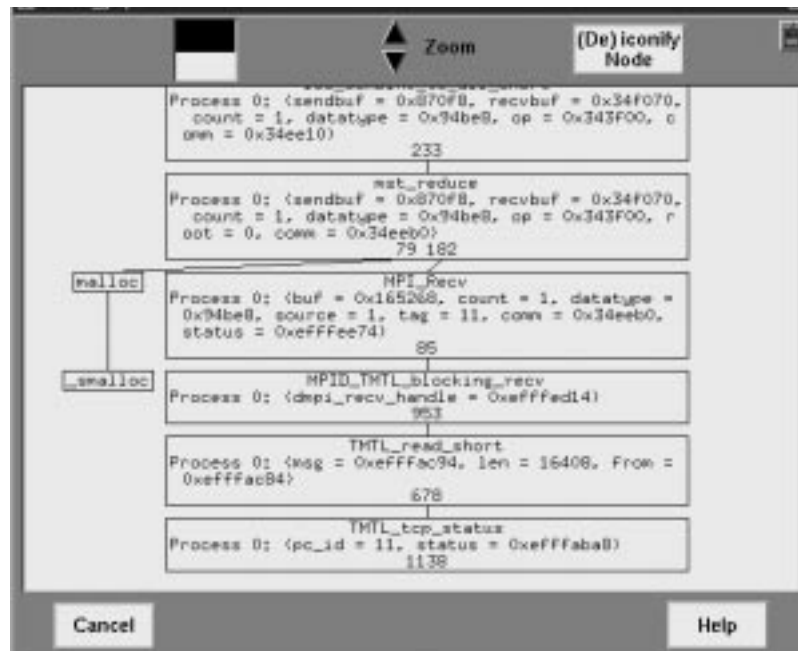 Zoom
(De) iconify
Node
Process 0: (sendbuf = 0x870f8, recvbuf = 0x34f070,
count = 1, datatype = 0x94be8, op = 0x343f00, c
omm = 0x34ee10)
233
mst_reduce
Process 0: (sendbuf = 0x870f8, recvbuf = 0x34f070,
count = 1, datatype = 0x94be8, op = 0x343f00, r
oot = 0, comm = 0x34eeb0)
79 182
malloc
MPI_Recv
Process 0: (buf = 0x165268, count = 1, datatype =
0x94be8, source = 1, tag = 11, comm = 0x34eeb0,
status = 0xefffee74)
85
_smalloc
MPID_TMTL_blocking_recv
Process 0: (dmpi_recv_handle = 0xefffed14)
953
TMTL_read_short
Process 0: (msg = 0xefffac94, len = 16408, from =
0xefffac84)
678
TMTL_tcp_status
Process 0: (pc_id = 11, status = 0xefffaba8)
1138
Cancel
Help